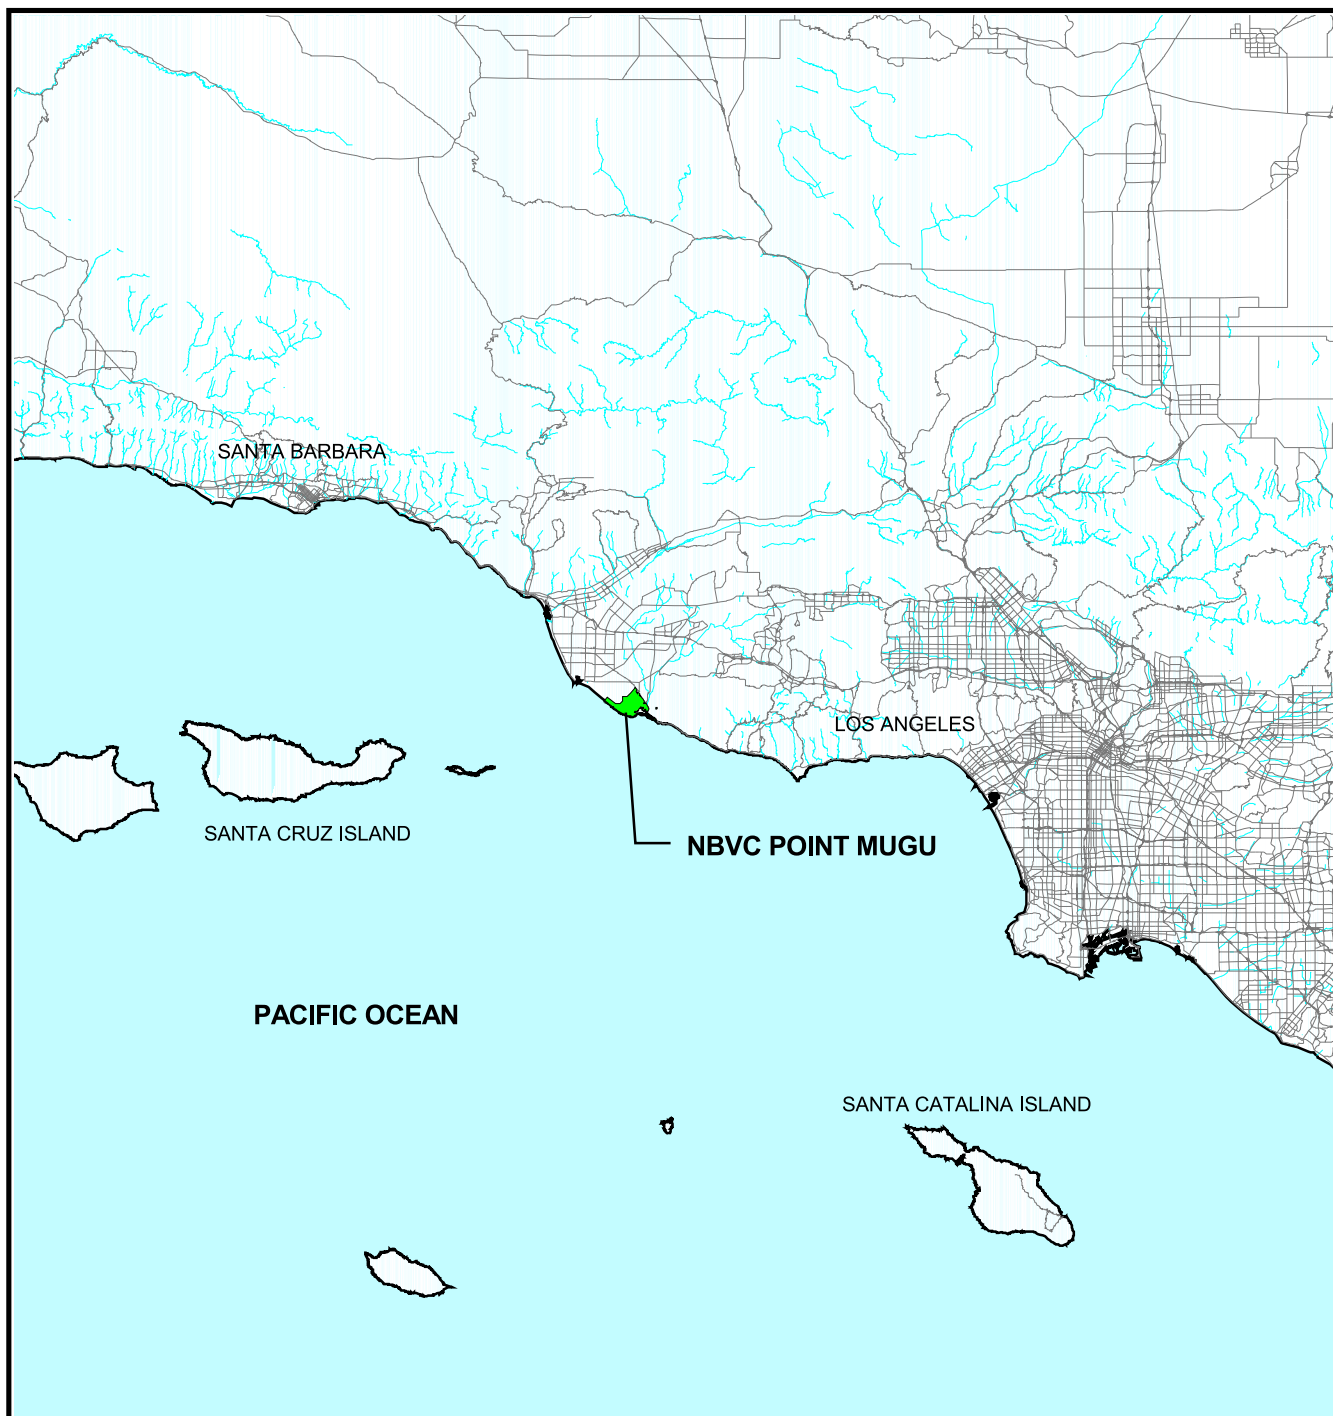 SANTA BARBARA
LOS ANGELES
SANTA CRUZ ISLAND
NBVC POINT MUGU
PACIFIC OCEAN
SANTA CATALINA ISLAND